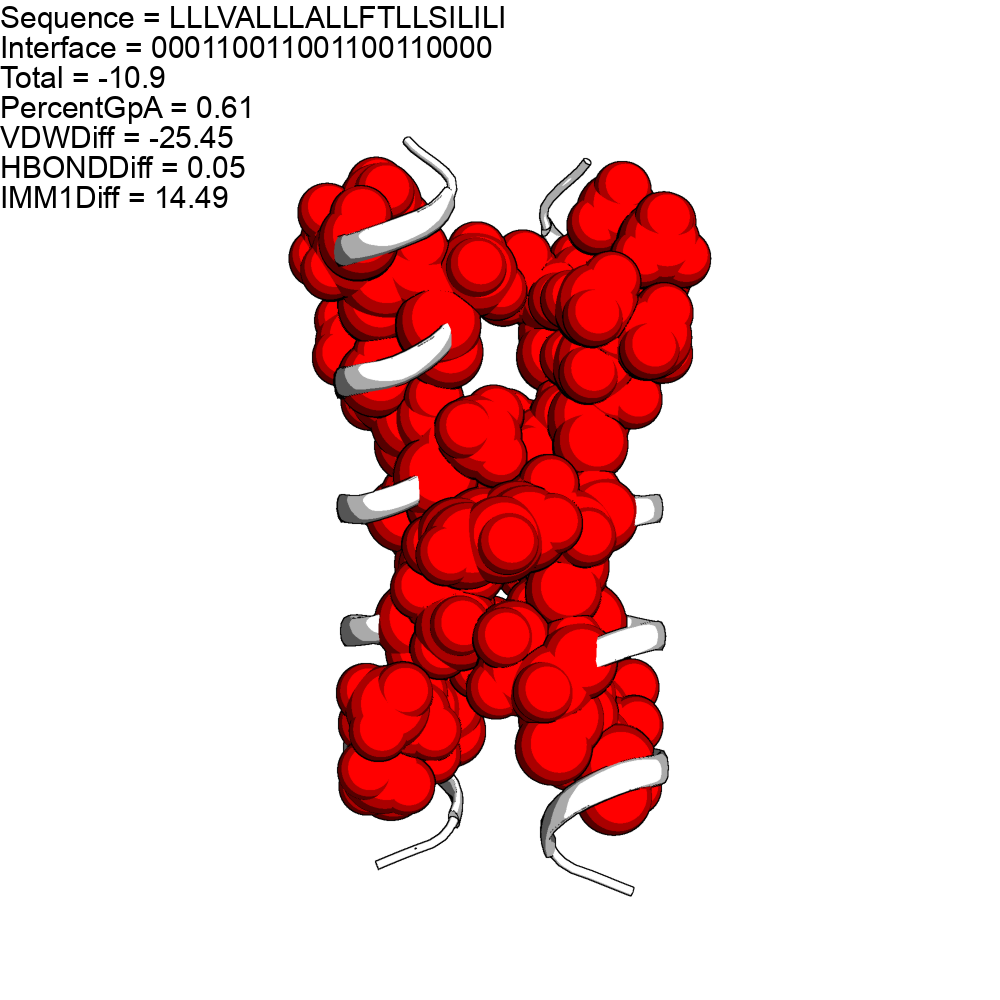 Sequence = LLLVALLLALLFTLLSILILI
Interface = 000110011001100110000
Total = -10.9
PercentGpA = 0.61
VDWDiff = -25.45
HBONDDiff = 0.05
IMM1Diff = 14.49